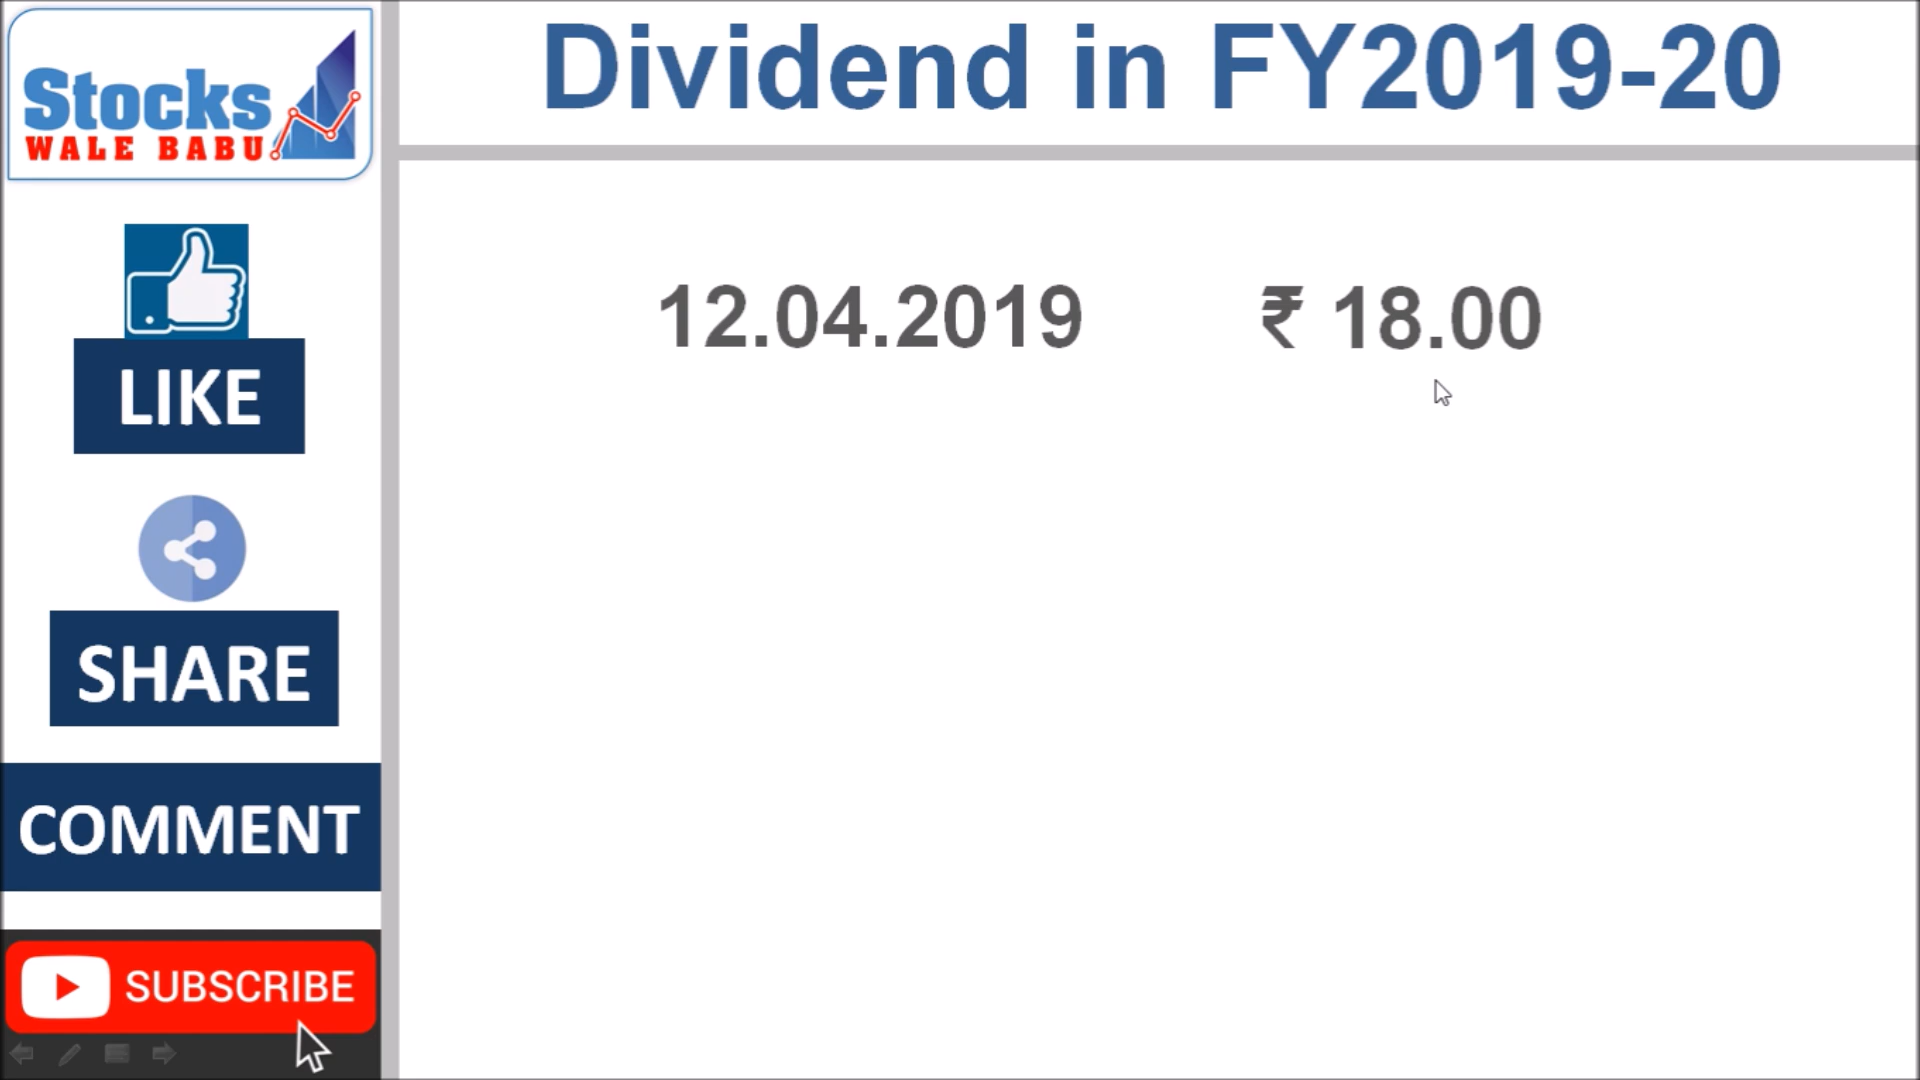 Stocks
WALE BABU
Dividend in FY2019-20
12.04.2019 ₹ 18.00
LIKE
SHARE
COMMENT
SUBSCRIBE